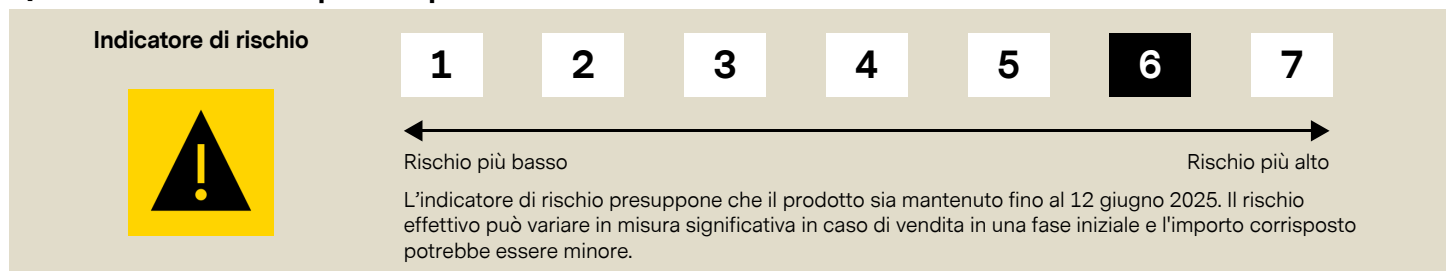 Indicatore di rischio
1 2 3 4 5 6 7
Rischio più basso Rischio più alto
L'indicatore di rischio presuppone che il prodotto sia mantenuto fino al 12 giugno 2025. Il rischio
effettivo può variare in misura significativa in caso di vendita in una fase iniziale e l'importo corrisposto
potrebbe essere minore.